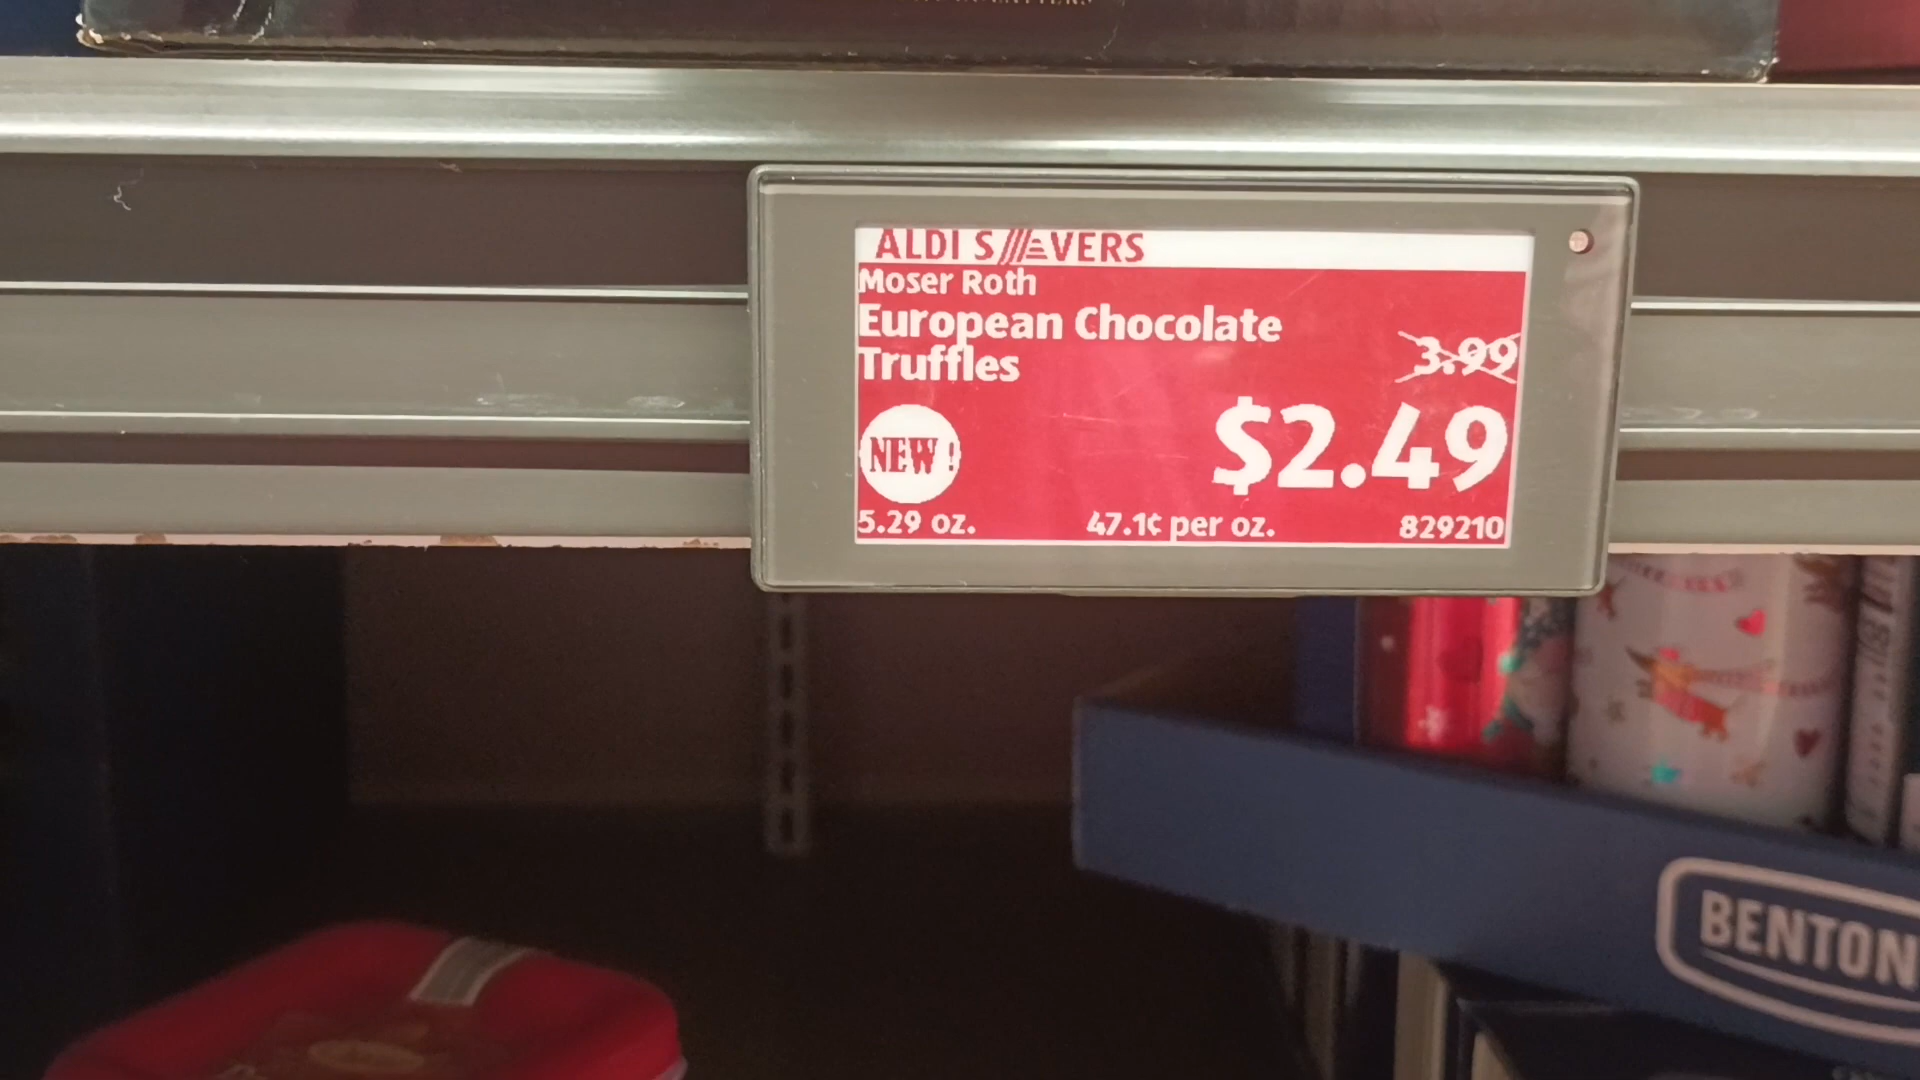 ALDI SAVERS
Moser Roth
European Chocolate
Truffles
3.99
$2.49
NEW!
5.29 oz. 47.1¢ per oz. 829210
BENTON